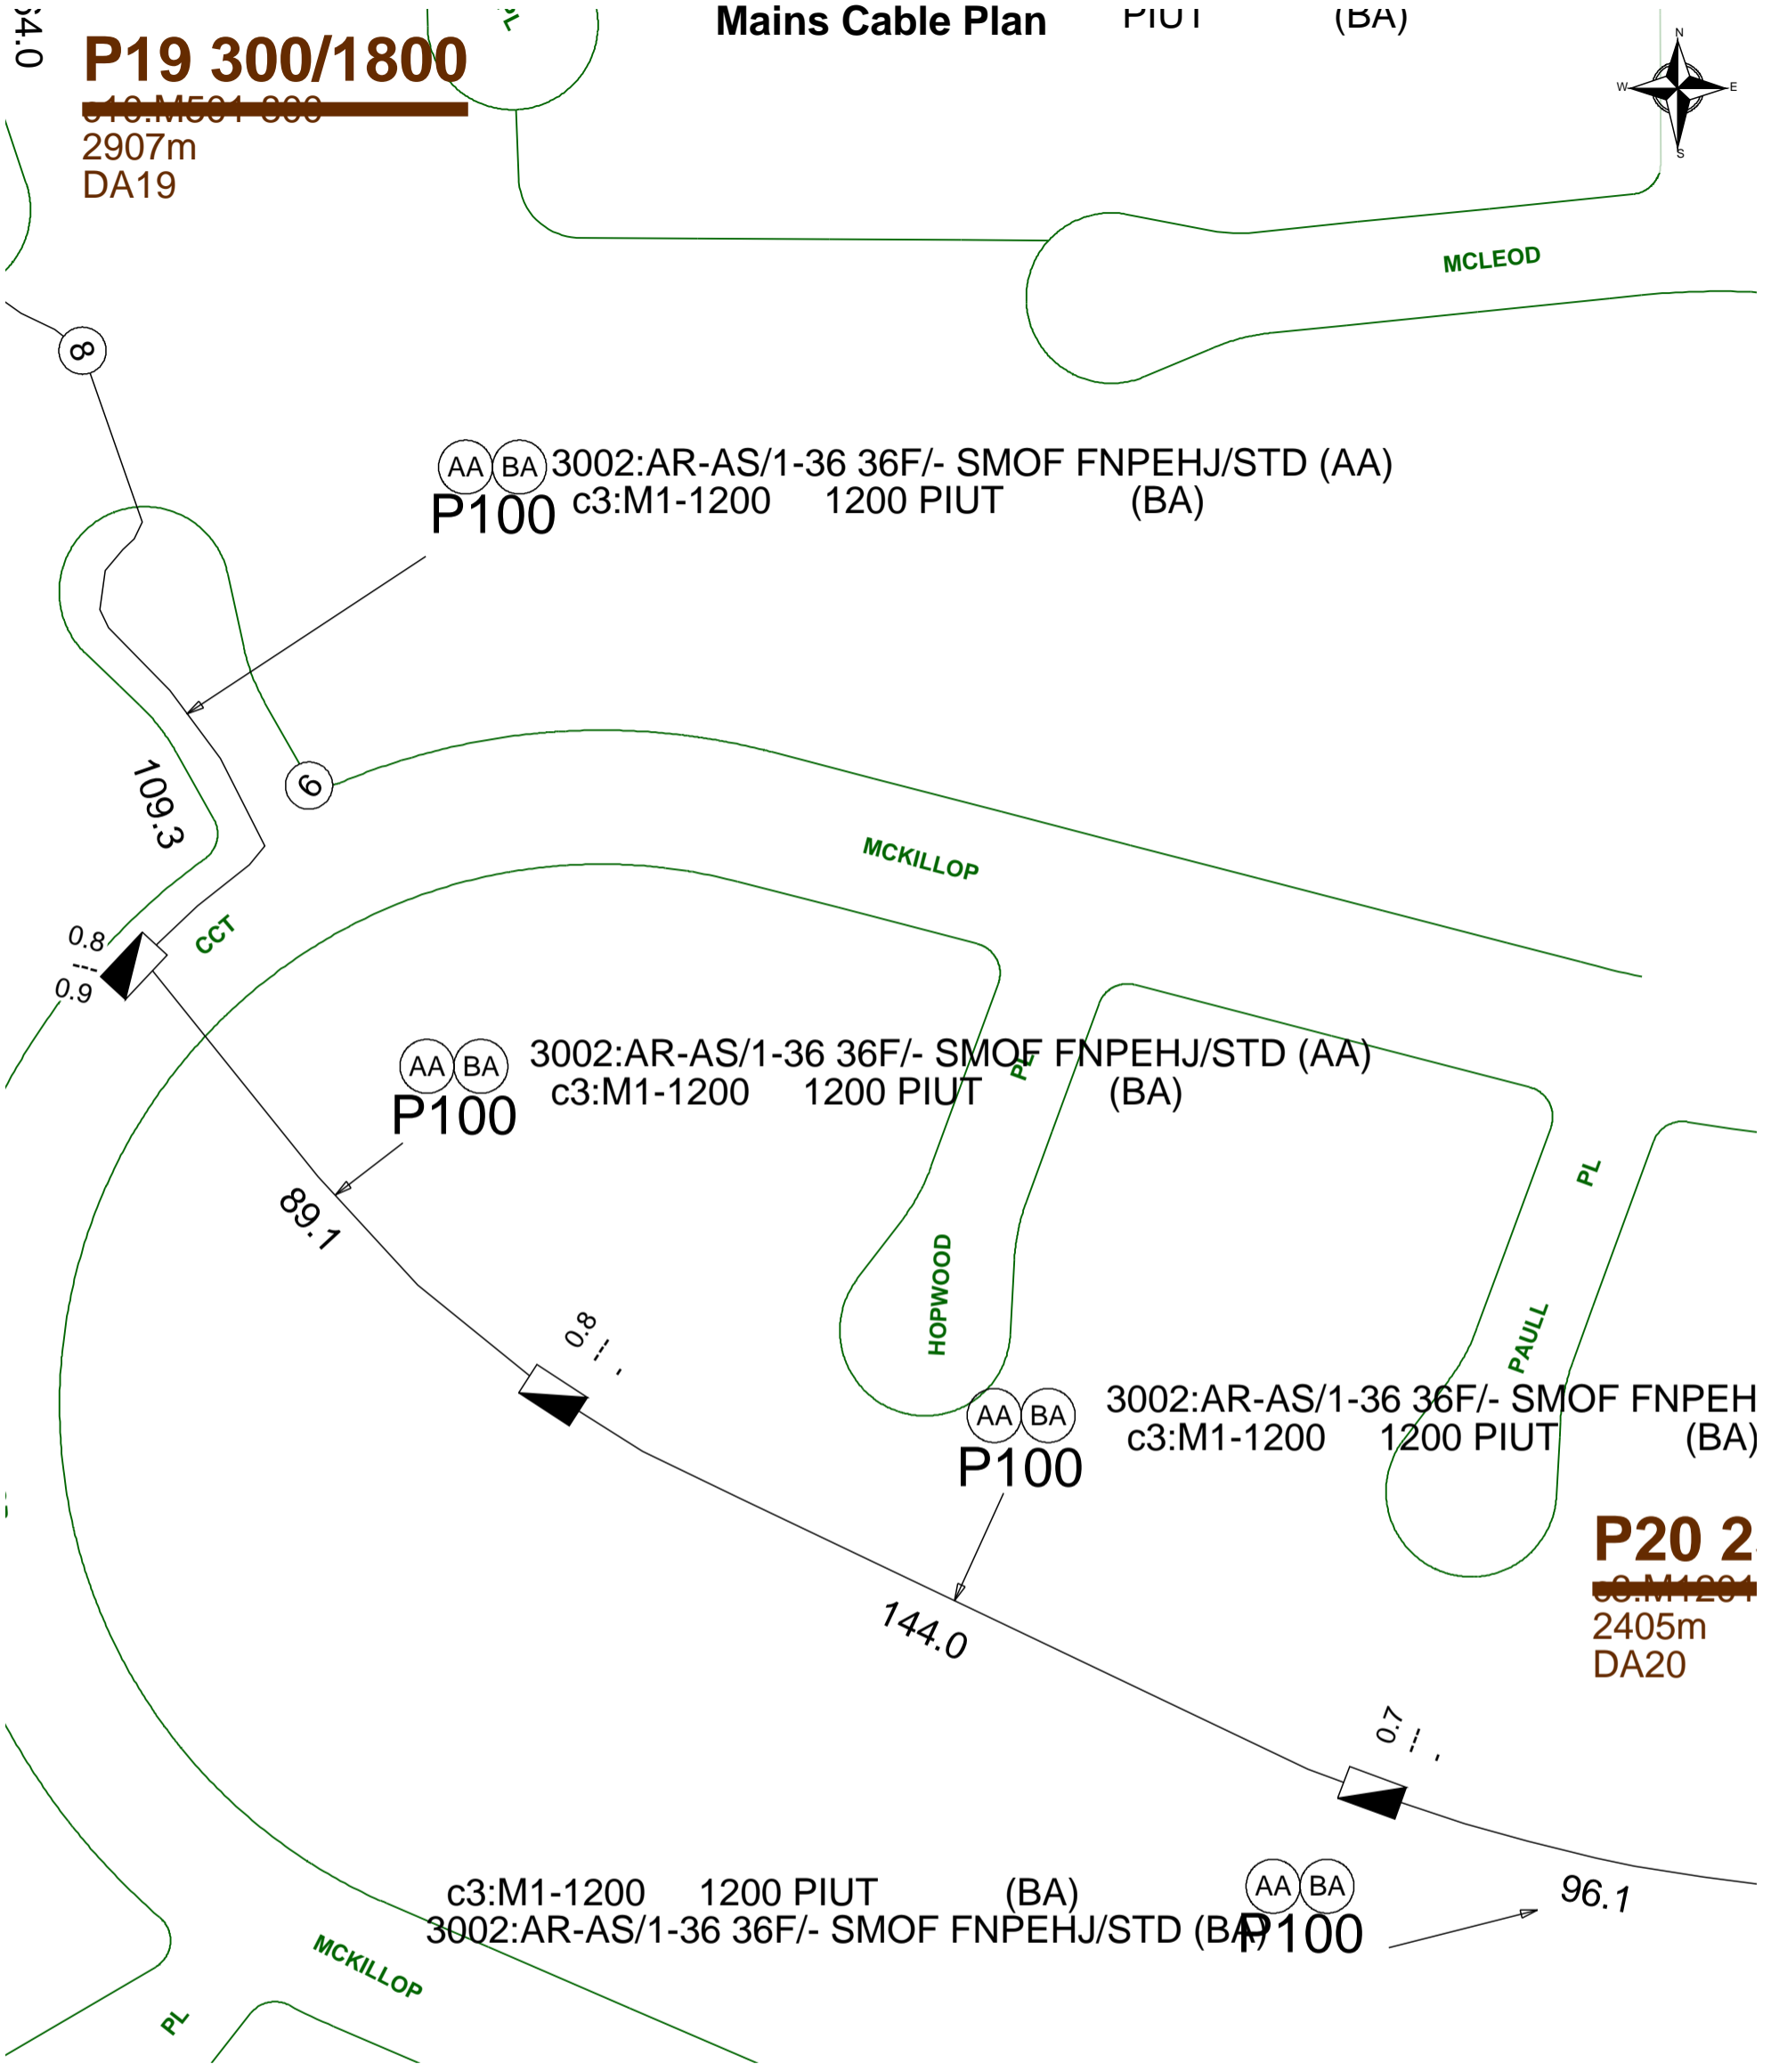 Mains Cable Plan
PIUT (BA)
64.0
P19 300/1800
2907m
DA19
PL
N
W E
S
MCLEOD
8
AA BA 3002:AR-AS/1-36 36F/- SMOF FNPEHJ/STD (AA)
P100 c3:M1-1200 1200 PIUT (BA)
109.3
9
MCKILLOP
CCT
0.8
---
0.9
AA BA 3002:AR-AS/1-36 36F/- SMOF FNPEHJ/STD (AA)
P100 c3:M1-1200 1200 PIUT (BA)
PL
PL
89.1
HOPWOOD
PAULL
0.8
--- -
AA BA 3002:AR-AS/1-36 36F/- SMOF FNPEH
P100 c3:M1-1200 1200 PIUT (BA)
P20 2
2405m
DA20
144.0
0.7
--- -
c3:M1-1200 1200 PIUT (BA) AA BA
3002:AR-AS/1-36 36F/- SMOF FNPEHJ/STD (BA) P100
96.1
MCKILLOP
PL